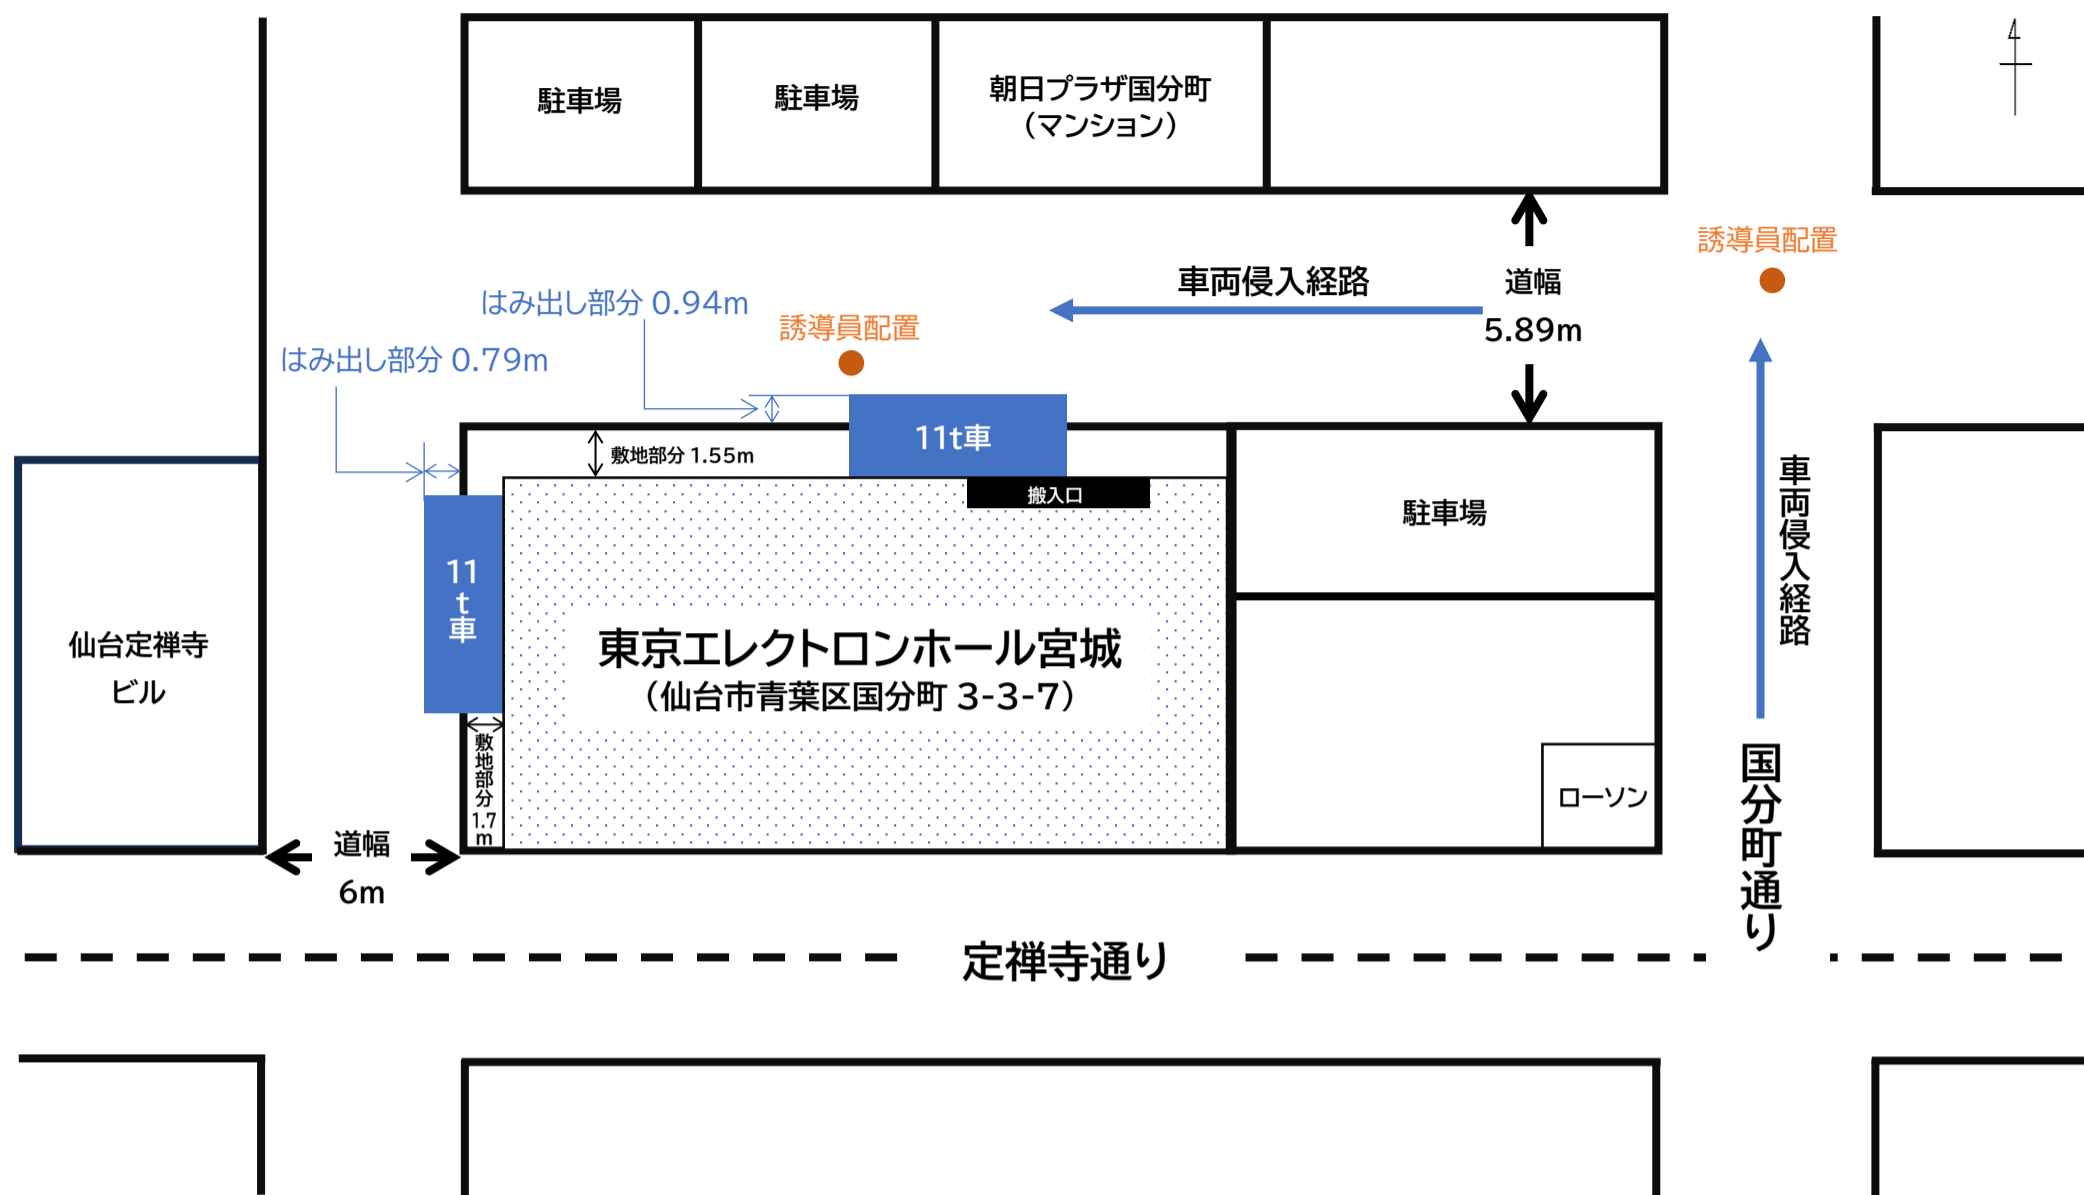 駐車場
駐車場
朝日プラザ国分町
（マンション）
誘導員配置
車両侵入経路
道幅
5.89m
はみ出し部分 0.94m
誘導員配置
はみ出し部分 0.79m
11t車
敷地部分 1.55m
搬入口
駐車場
車両侵入経路
11t車
仙台定禅寺
ビル
東京エレクトロンホール宮城
（仙台市青葉区国分町 3-3-7）
敷地部分1.7m
ローソン
国分町通り
道幅
6m
定禅寺通り